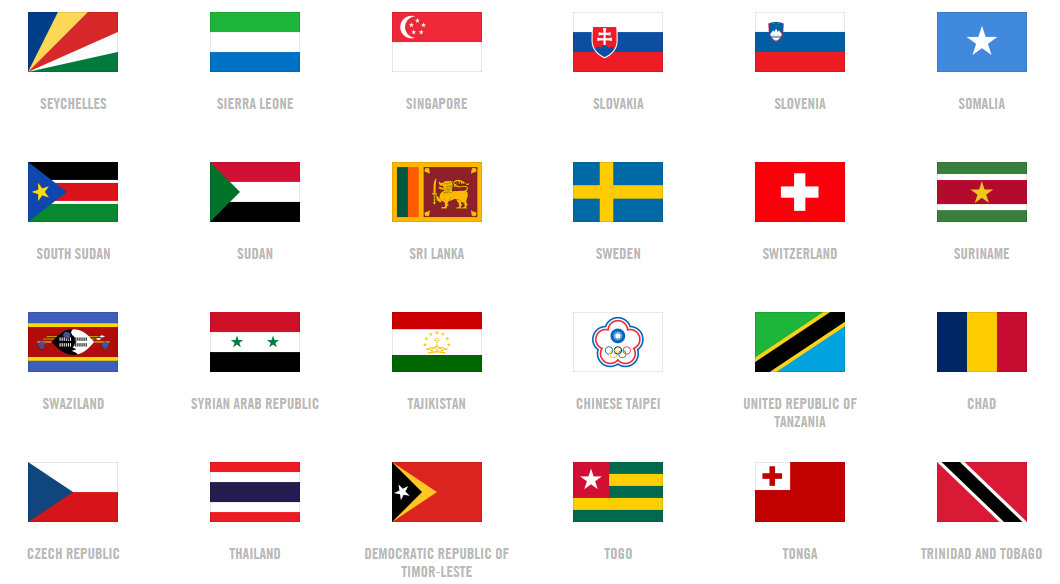 SEYCHELLES
SIERRA LEONE
SINGAPORE
SLOVAKIA
SLOVENIA
SOMALIA
SOUTH SUDAN
SUDAN
SRI LANKA
SWEDEN
SWITZERLAND
SURINAME
SWAZILAND
SYRIAN ARAB REPUBLIC
TAJIKISTAN
CHINESE TAIPEI
UNITED REPUBLIC OF
TANZANIA
CHAD
CZECH REPUBLIC
THAILAND
DEMOCRATIC REPUBLIC OF
TIMOR-LESTE
TOGO
TONGA
TRINIDAD AND TOBAGO